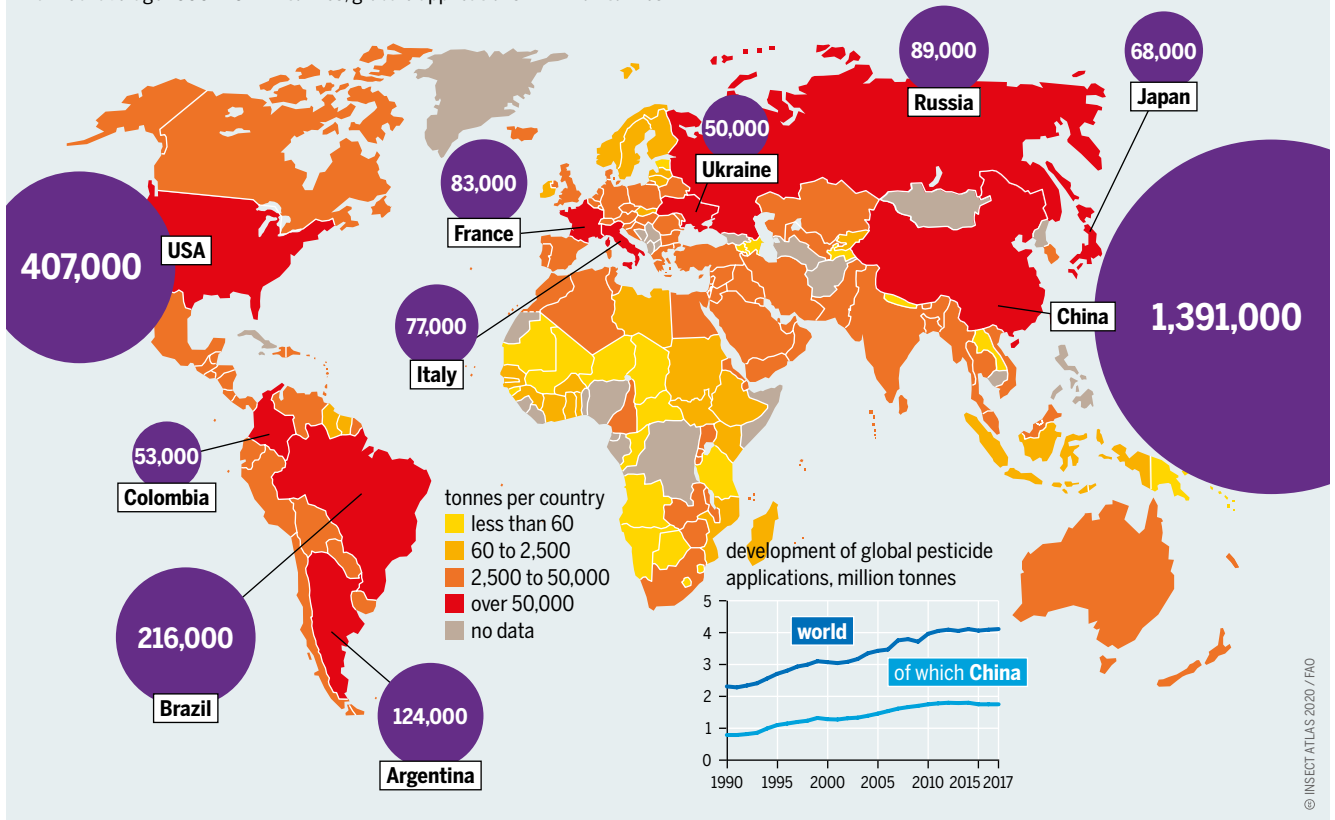 89,000
Russia
68,000
Japan
50,000
Ukraine
83,000
France
407,000
USA
77,000
Italy
1,391,000
China
53,000
Colombia
216,000
Brazil
124,000
Argentina
tonnes per country
less than 60
60 to 2,500
2,500 to 50,000
over 50,000
no data
development of global pesticide
applications, million tonnes
5
4
3
2
1
0
world
of which China
1990 1995 2000 2005 2010 2015 2017
© INSECT ATLAS 2020 / FAO